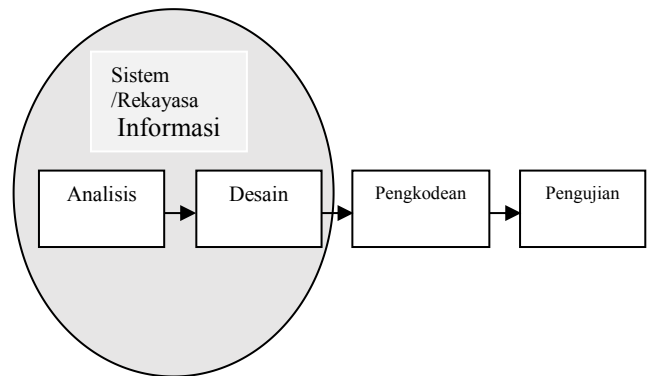 Sistem
/Rekayasa
Informasi
Analisis
Desain
Pengkodean
Pengujian